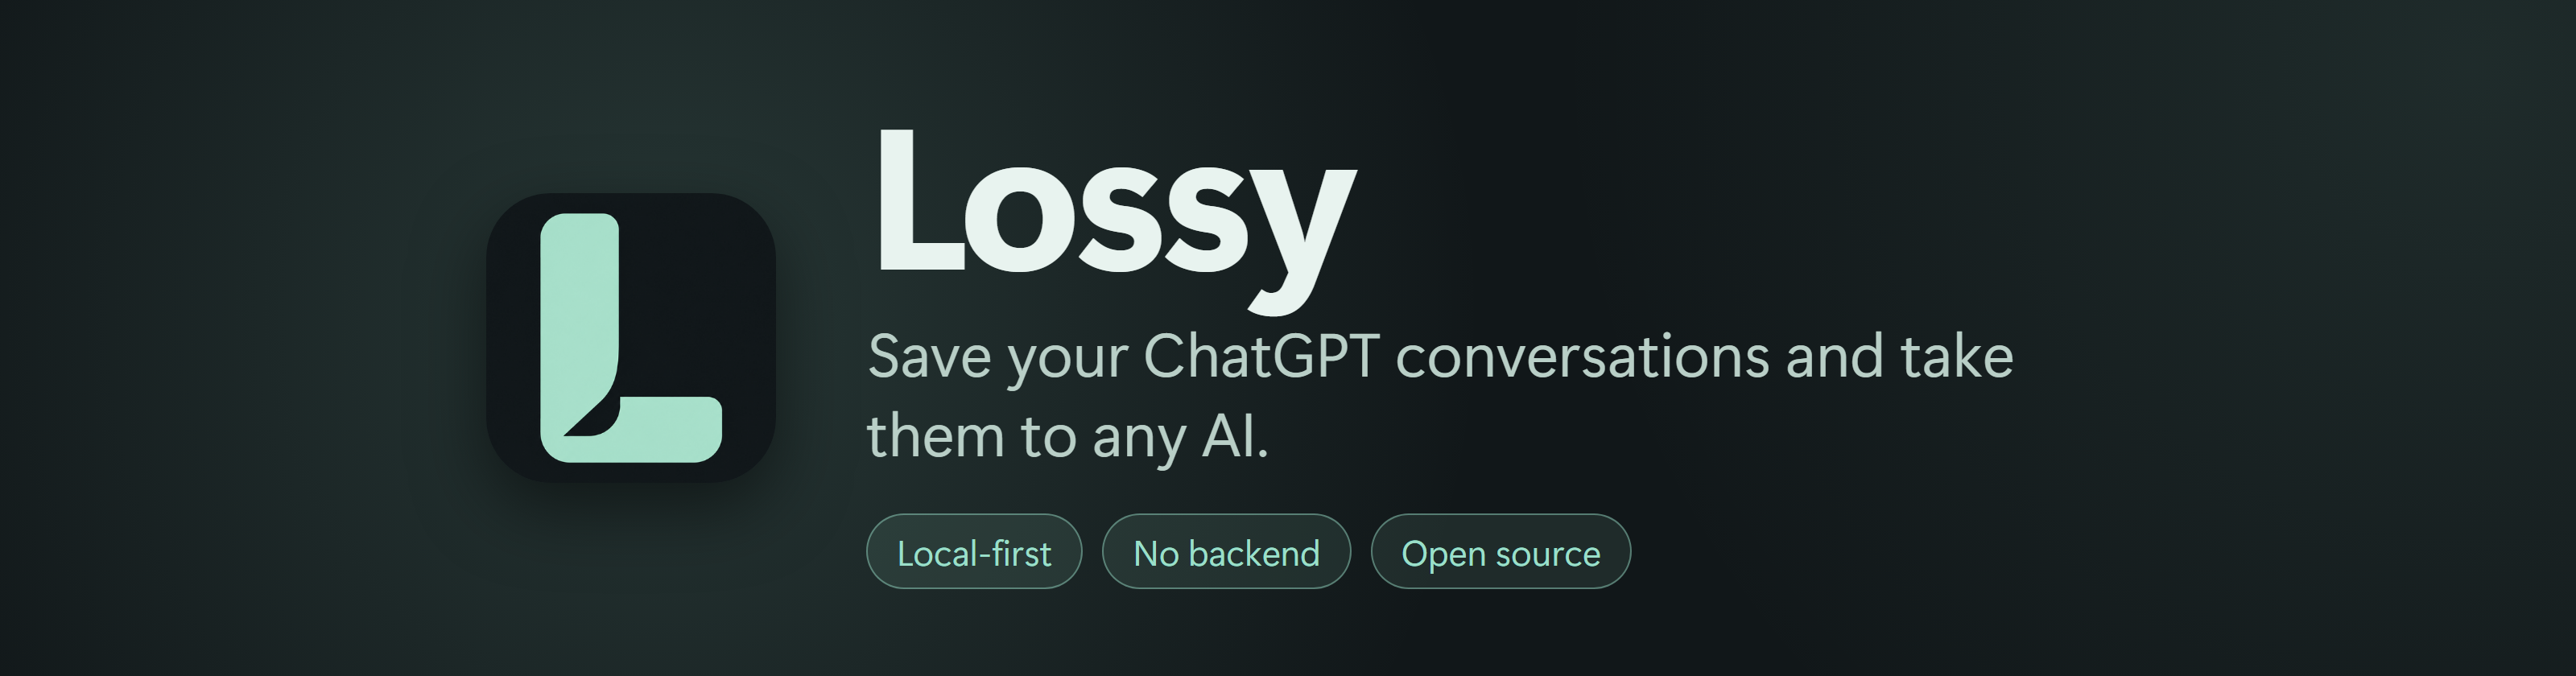 Lossy
Save your ChatGPT conversations and take
them to any AI.
Local-first
No backend
Open source